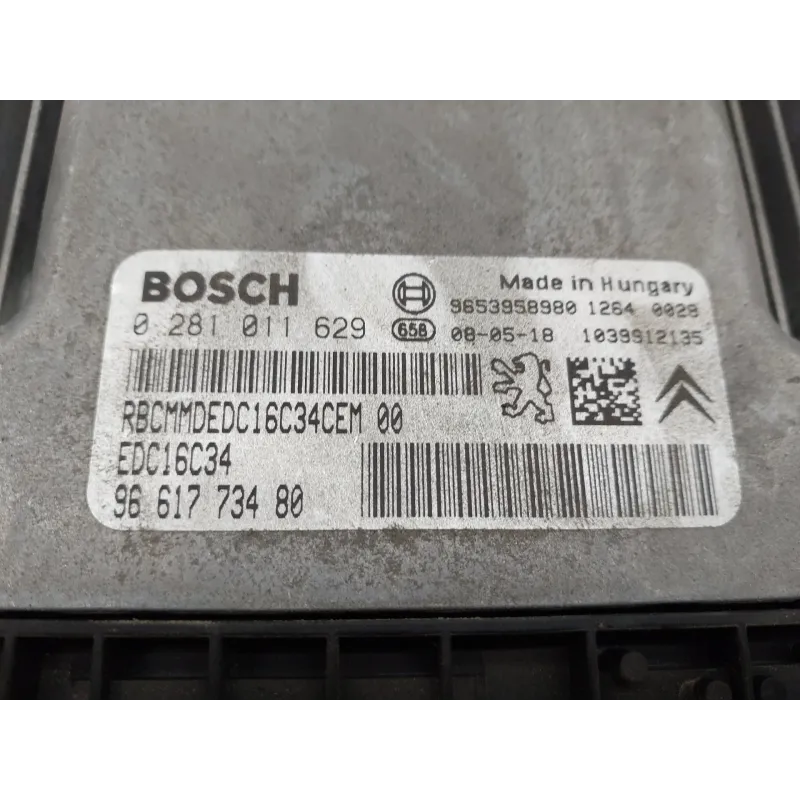 BOSCH
Made in Hungary
9653958980 1264 0029
0 281 011 629
658
08-05-18 1039S12135
RBCMMDEDC16C34CEM 00
EDC16C34
96 617 734 80